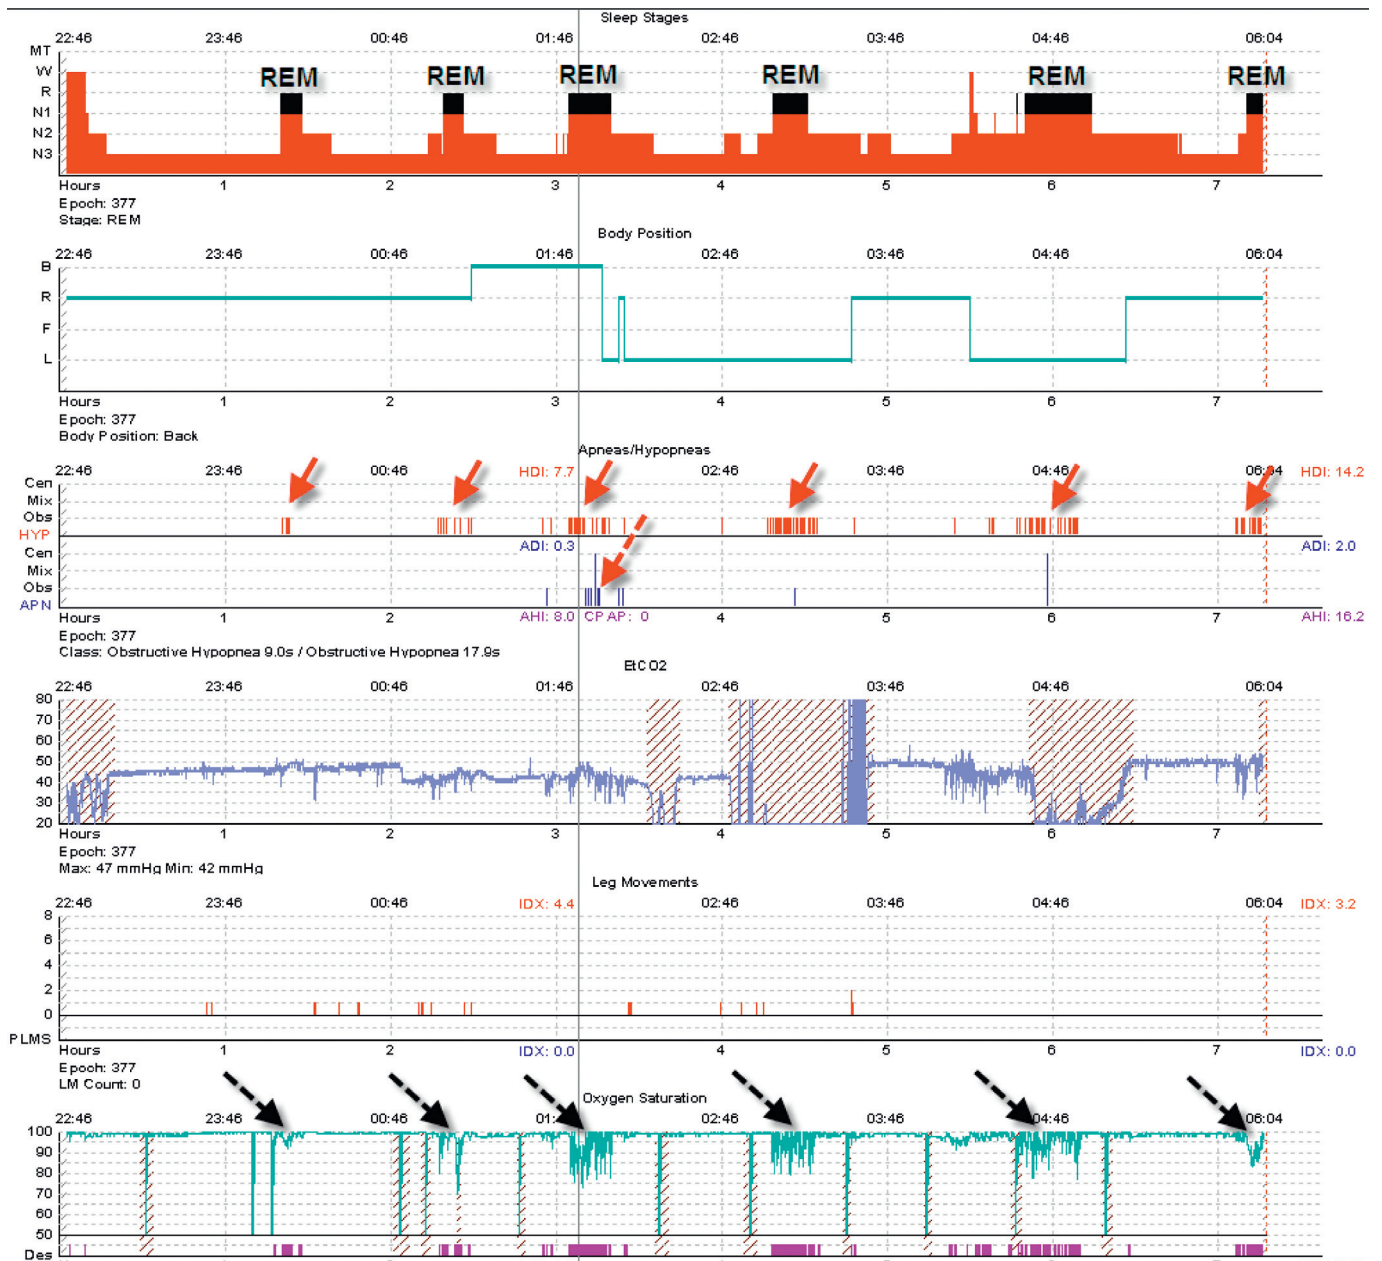 Sleep Stages
22:46 23:46 00:46 01:46 02:46 03:46 04:46 06:04
MT
W
R
N1
N2
N3
REM REM REM REM REM REM
Hours 1 2 3 4 5 6 7
Epoch: 377
Stage: REM
Body Position
22:46 23:46 00:46 01:46 02:46 03:46 04:46 06:04
B
R
F
L
Hours 1 2 3 4 5 6 7
Epoch: 377
Body Position: Back
Apneas/Hypopneas
22:46 23:46 00:46 HDI: 7.7 02:46 03:46 04:46 06:04 HDI: 14.2
Cen
Mix
Obs
HYP
ADI: 0.3 ADI: 2.0
Cen
Mix
Obs
APN
Hours 1 2 AHI: 8.0 CPAP: 0 4 5 6 7 AHI: 16.2
Epoch: 377
Class: Obstructive Hypopnea 9.0s / Obstructive Hypopnea 17.9s
EtCO2
22:46 23:46 00:46 01:46 02:46 03:46 04:46 06:04
80
70
60
50
40
30
20
Hours 1 2 3 4 5 6 7
Epoch: 377
Max: 47 mmHg Min: 42 mmHg
Leg Movements
22:46 23:46 00:46 IDX: 4.4 02:46 03:46 04:46 06:04 IDX: 3.2
8
6
4
2
0
PLMS
Hours 1 2 IDX: 0.0 4 5 6 7 IDX: 0.0
Epoch: 377
LM Count: 0
Oxygen Saturation
22:46 23:46 00:46 02:46 03:46 04:46 06:04
100
90
80
70
60
50
Des